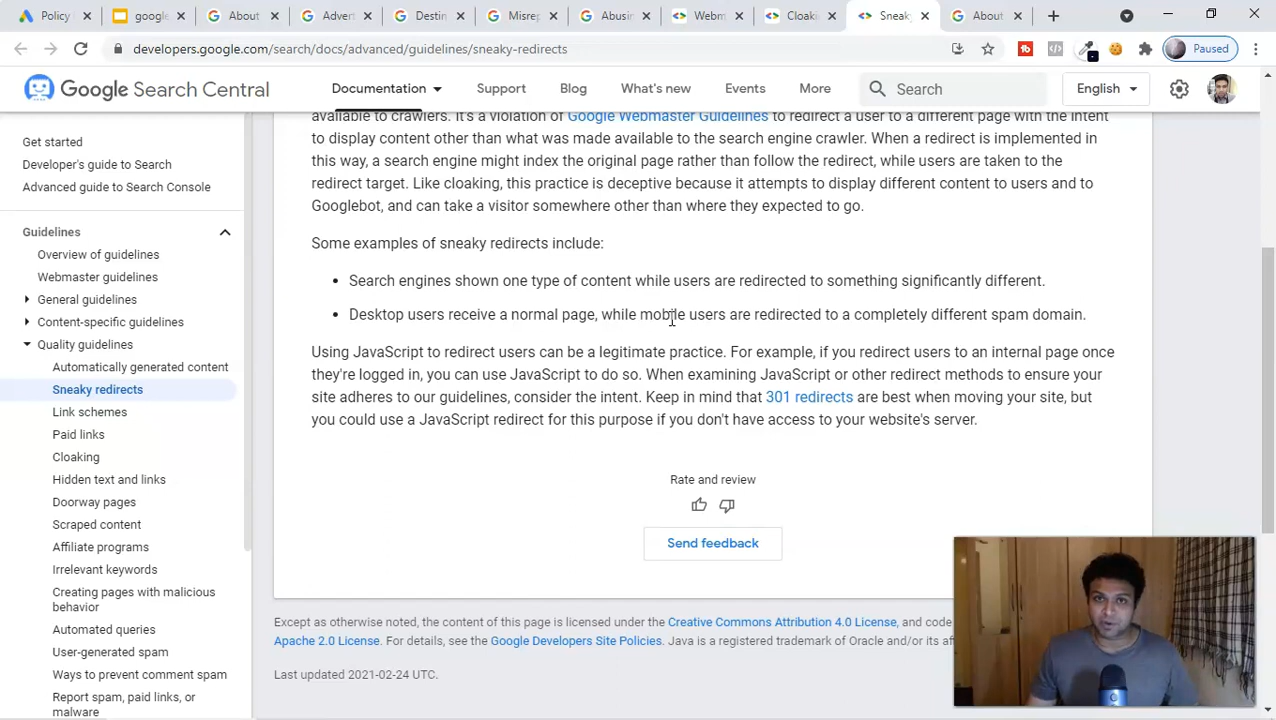 Policy
google
About
Adver
Destin
Misrep
Abusin
Webm
Cloaki
Sneaky
About
developers.google.com/search/docs/advanced/guidelines/sneaky-redirects
Paused
Google Search Central
Documentation
Support
Blog
What's new
Events
More
Search
English
Get started
Developer's guide to Search
Advanced guide to Search Console
Guidelines
Overview of guidelines
Webmaster guidelines
General guidelines
Content-specific guidelines
Quality guidelines
Automatically generated content
Sneaky redirects
Link schemes
Paid links
Cloaking
Hidden text and links
Doorway pages
Scraped content
Affiliate programs
Irrelevant keywords
Creating pages with malicious
behavior
Automated queries
User-generated spam
Ways to prevent comment spam
Report spam, paid links, or
malware
available to crawlers. It's a violation of Google Webmaster Guidelines to redirect a user to a different page with the intent
to display content other than what was made available to the search engine crawler. When a redirect is implemented in
this way, a search engine might index the original page rather than follow the redirect, while users are taken to the
redirect target. Like cloaking, this practice is deceptive because it attempts to display different content to users and to
Googlebot, and can take a visitor somewhere other than where they expected to go.
Some examples of sneaky redirects include:
• Search engines shown one type of content while users are redirected to something significantly different.
• Desktop users receive a normal page, while mobile users are redirected to a completely different spam domain.
Using JavaScript to redirect users can be a legitimate practice. For example, if you redirect users to an internal page once
they're logged in, you can use JavaScript to do so. When examining JavaScript or other redirect methods to ensure your
site adheres to our guidelines, consider the intent. Keep in mind that 301 redirects are best when moving your site, but
you could use a JavaScript redirect for this purpose if you don't have access to your website's server.
Rate and review
Send feedback
Except as otherwise noted, the content of this page is licensed under the Creative Commons Attribution 4.0 License, and code
Apache 2.0 License. For details, see the Google Developers Site Policies. Java is a registered trademark of Oracle and/or its af
Last updated 2021-02-24 UTC.